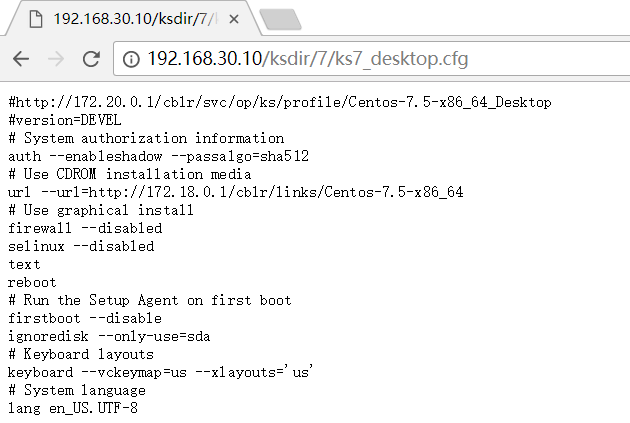 192.168.30.10/ksdir/7/k
192.168.30.10/ksdir/7/ks7_desktop.cfg
#http://172.20.0.1/cblr/svc/op/ks/profile/Centos-7.5-x86_64_Desktop
#version=DEVEL
# System authorization information
auth --enableshadow --passalgo=sha512
# Use CDROM installation media
url --url=http://172.18.0.1/cblr/links/Centos-7.5-x86_64
# Use graphical install
firewall --disabled
selinux --disabled
text
reboot
# Run the Setup Agent on first boot
firstboot --disable
ignoredisk --only-use=sda
# Keyboard layouts
keyboard --vckeymap=us --xlayouts='us'
# System language
lang en_US.UTF-8